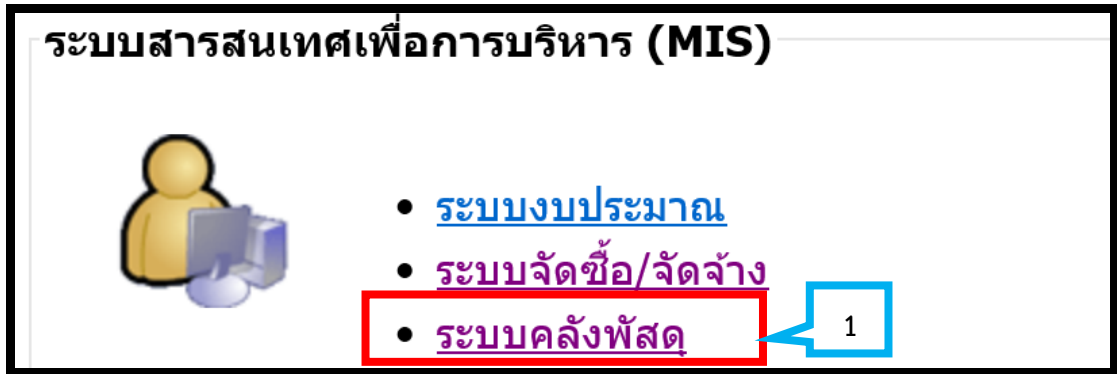 ระบบสารสนเทศเพื่อการบริหาร (MIS)
• ระบบงบประมาณ
• ระบบจัดซื้อ/จัดจ้าง
• ระบบคลังพัสดุ
1